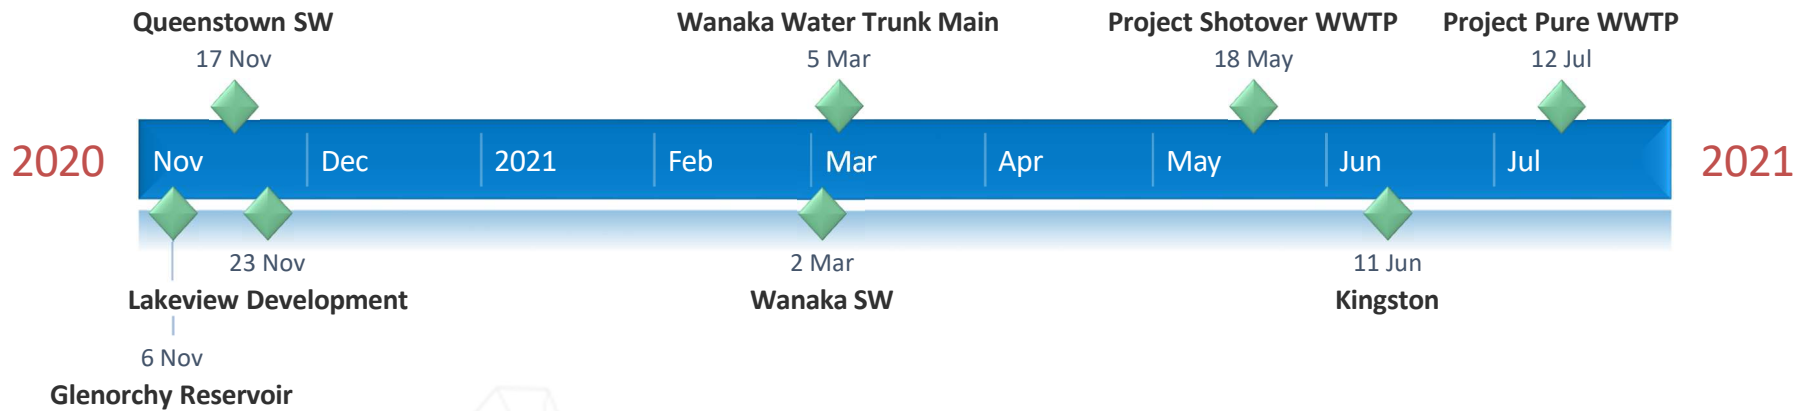 Queenstown SW
17 Nov
Wanaka Water Trunk Main
5 Mar
Project Shotover WWTP
18 May
Project Pure WWTP
12 Jul
2020
Nov
Dec
2021
Feb
Mar
Apr
May
Jun
Jul
2021
23 Nov
Lakeview Development
2 Mar
Wanaka SW
11 Jun
Kingston
6 Nov
Glenorchy Reservoir